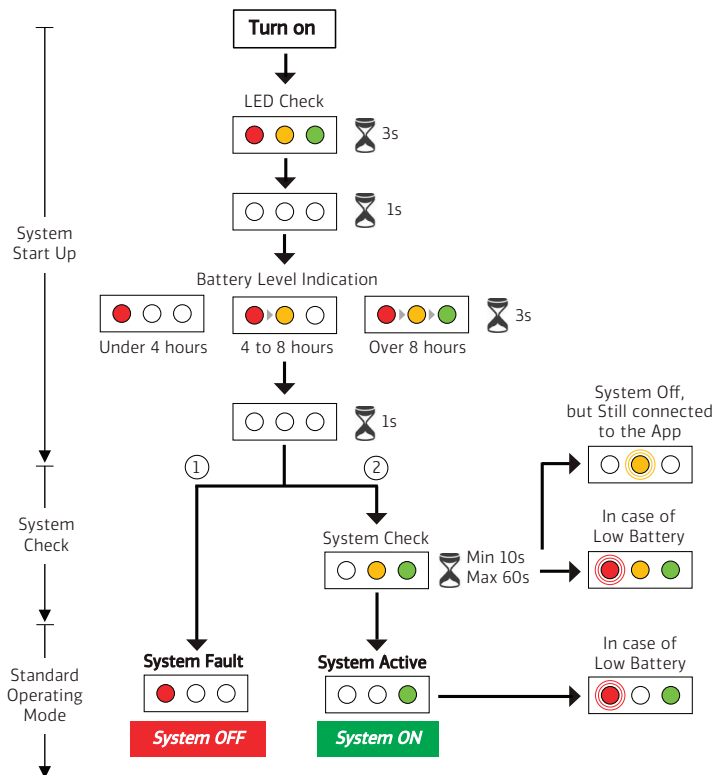 Turn on
LED Check
3s
1s
System
Start Up
Battery Level Indication
3s
Under 4 hours
4 to 8 hours
Over 8 hours
1s
System Off,
but Still connected
to the App
1
2
System
Check
System Check
Min 10s
Max 60s
In case of
Low Battery
Standard
Operating
Mode
System Fault
System OFF
System Active
System ON
In case of
Low Battery